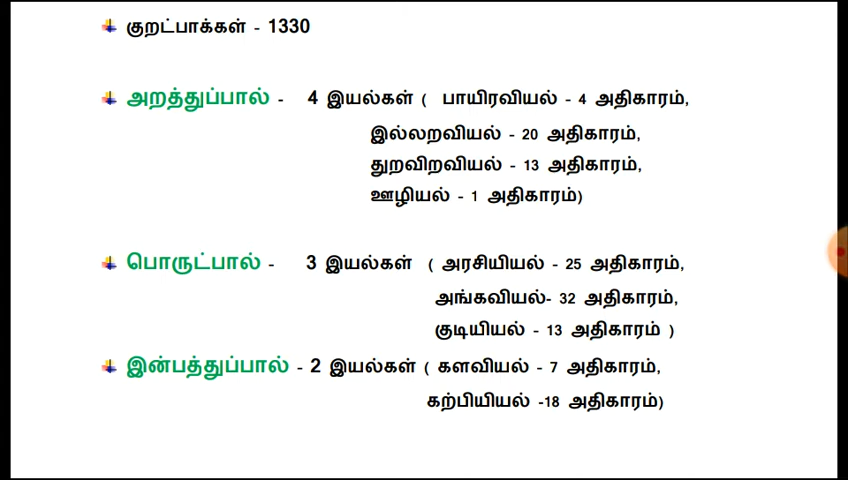 குறட்பாக்கள் - 1330
அறத்துப்பால் - 4 இயல்கள் ( பாயிரவியல் - 4 அதிகாரம்,
இல்லறவியல் - 20 அதிகாரம்,
துறவிறவியல் - 13 அதிகாரம்,
ஊழியல் - 1 அதிகாரம்)
பொருட்பால் - 3 இயல்கள் ( அரசியியல் - 25 அதிகாரம்,
அங்கவியல்- 32 அதிகாரம்,
குடியியல் - 13 அதிகாரம் )
இன்பத்துப்பால் - 2 இயல்கள் ( களவியல் - 7 அதிகாரம்,
கற்பியியல் -18 அதிகாரம்)